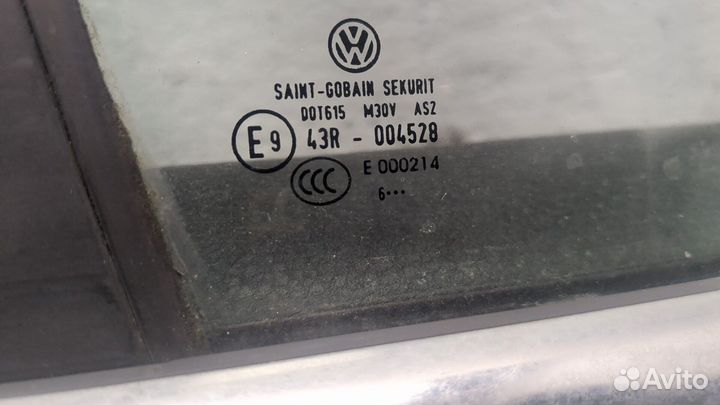 VW
SAINT-GOBAIN SEKURIT
DOT615 M30V AS2
E9 43R - 004528
CCC E 000214
6•••
Avito